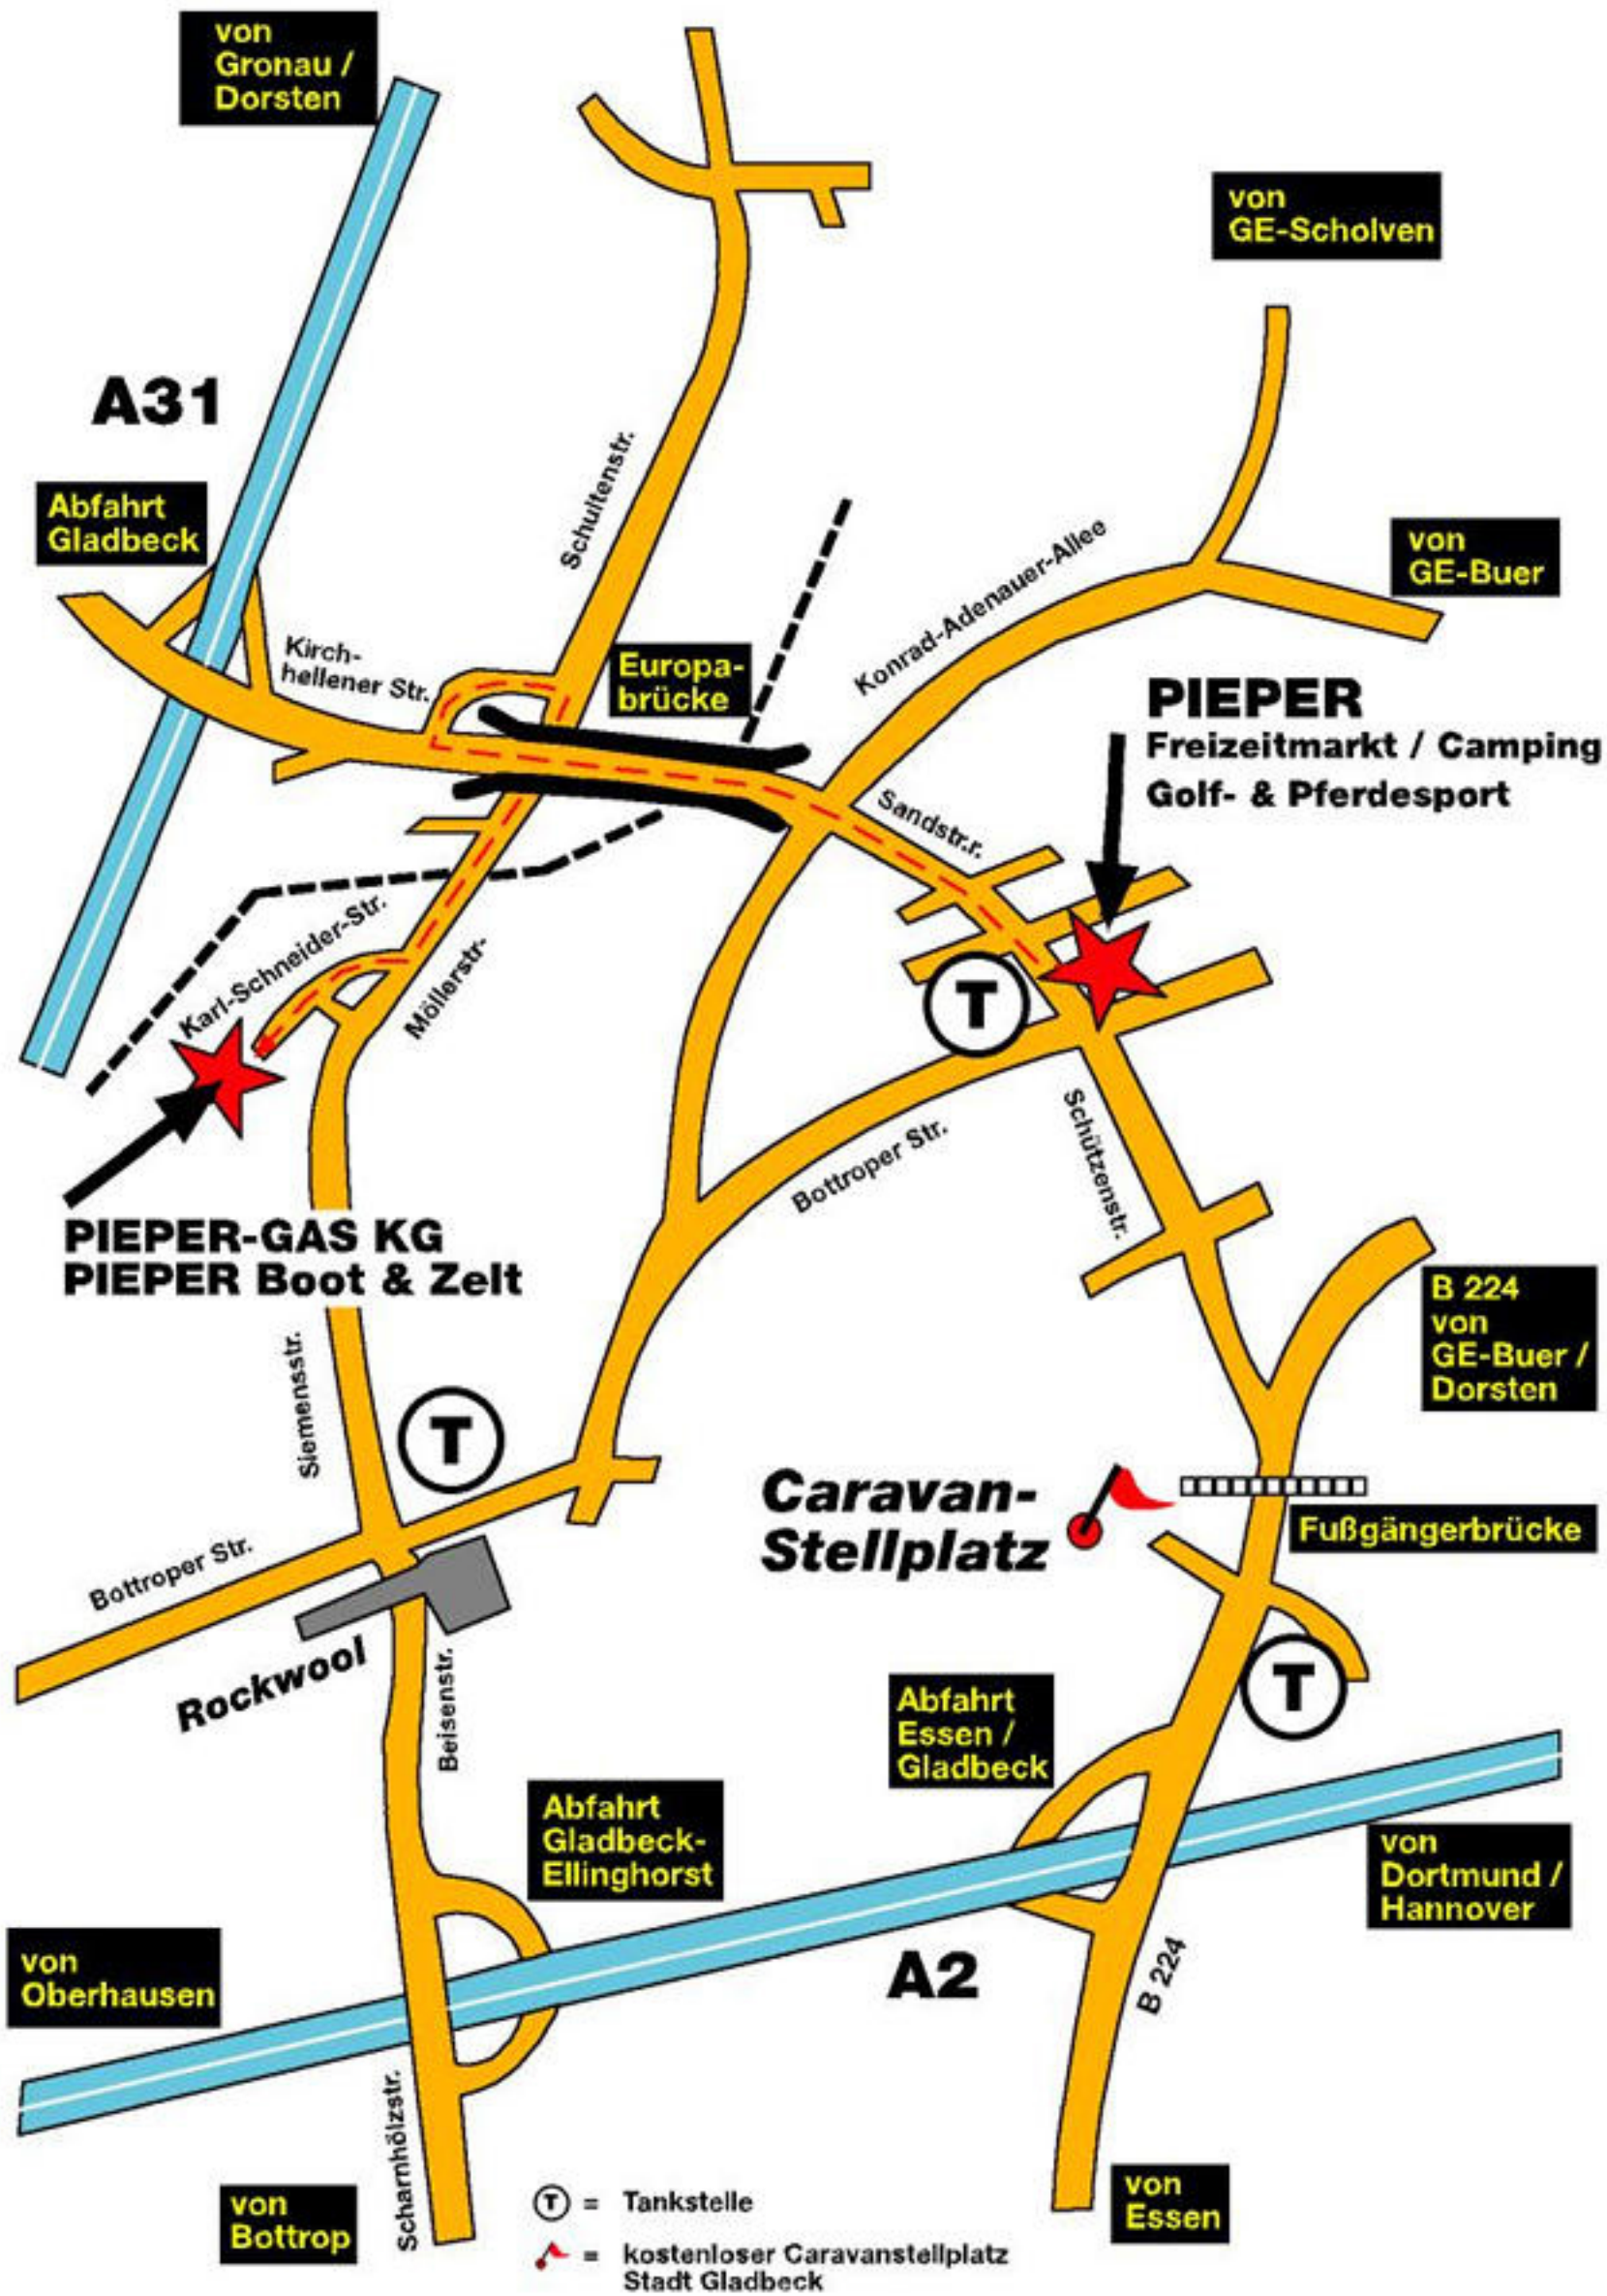 von
Gronau /
Dorsten
von
GE-Scholven
A31
Schultenstr.
Abfahrt
Gladbeck
Konrad-Adenauer-Allee
von
GE-Buer
Kirch-
hellener Str.
Europa-
brücke
PIEPER
Freizeitmarkt / Camping
Golf- & Pferdesport
Sandstr.r.
Karl-Schneider-Str.
Möllerstr-
T
Schützenstr.
Bottroper Str.
PIEPER-GAS KG
PIEPER Boot & Zelt
B 224
von
GE-Buer /
Dorsten
Siemensstr.
T
Caravan-
Stellplatz
Fußgängerbrücke
Bottroper Str.
Rockwool
Beisenstr.
T
Abfahrt
Essen /
Gladbeck
Abfahrt
Gladbeck-
Ellinghorst
von
Dortmund /
Hannover
von
Oberhausen
A2
B 224
Scharnhölzstr.
von
Bottrop
von
Essen
T = Tankstelle
= kostenloser Caravanstellplatz
Stadt Gladbeck